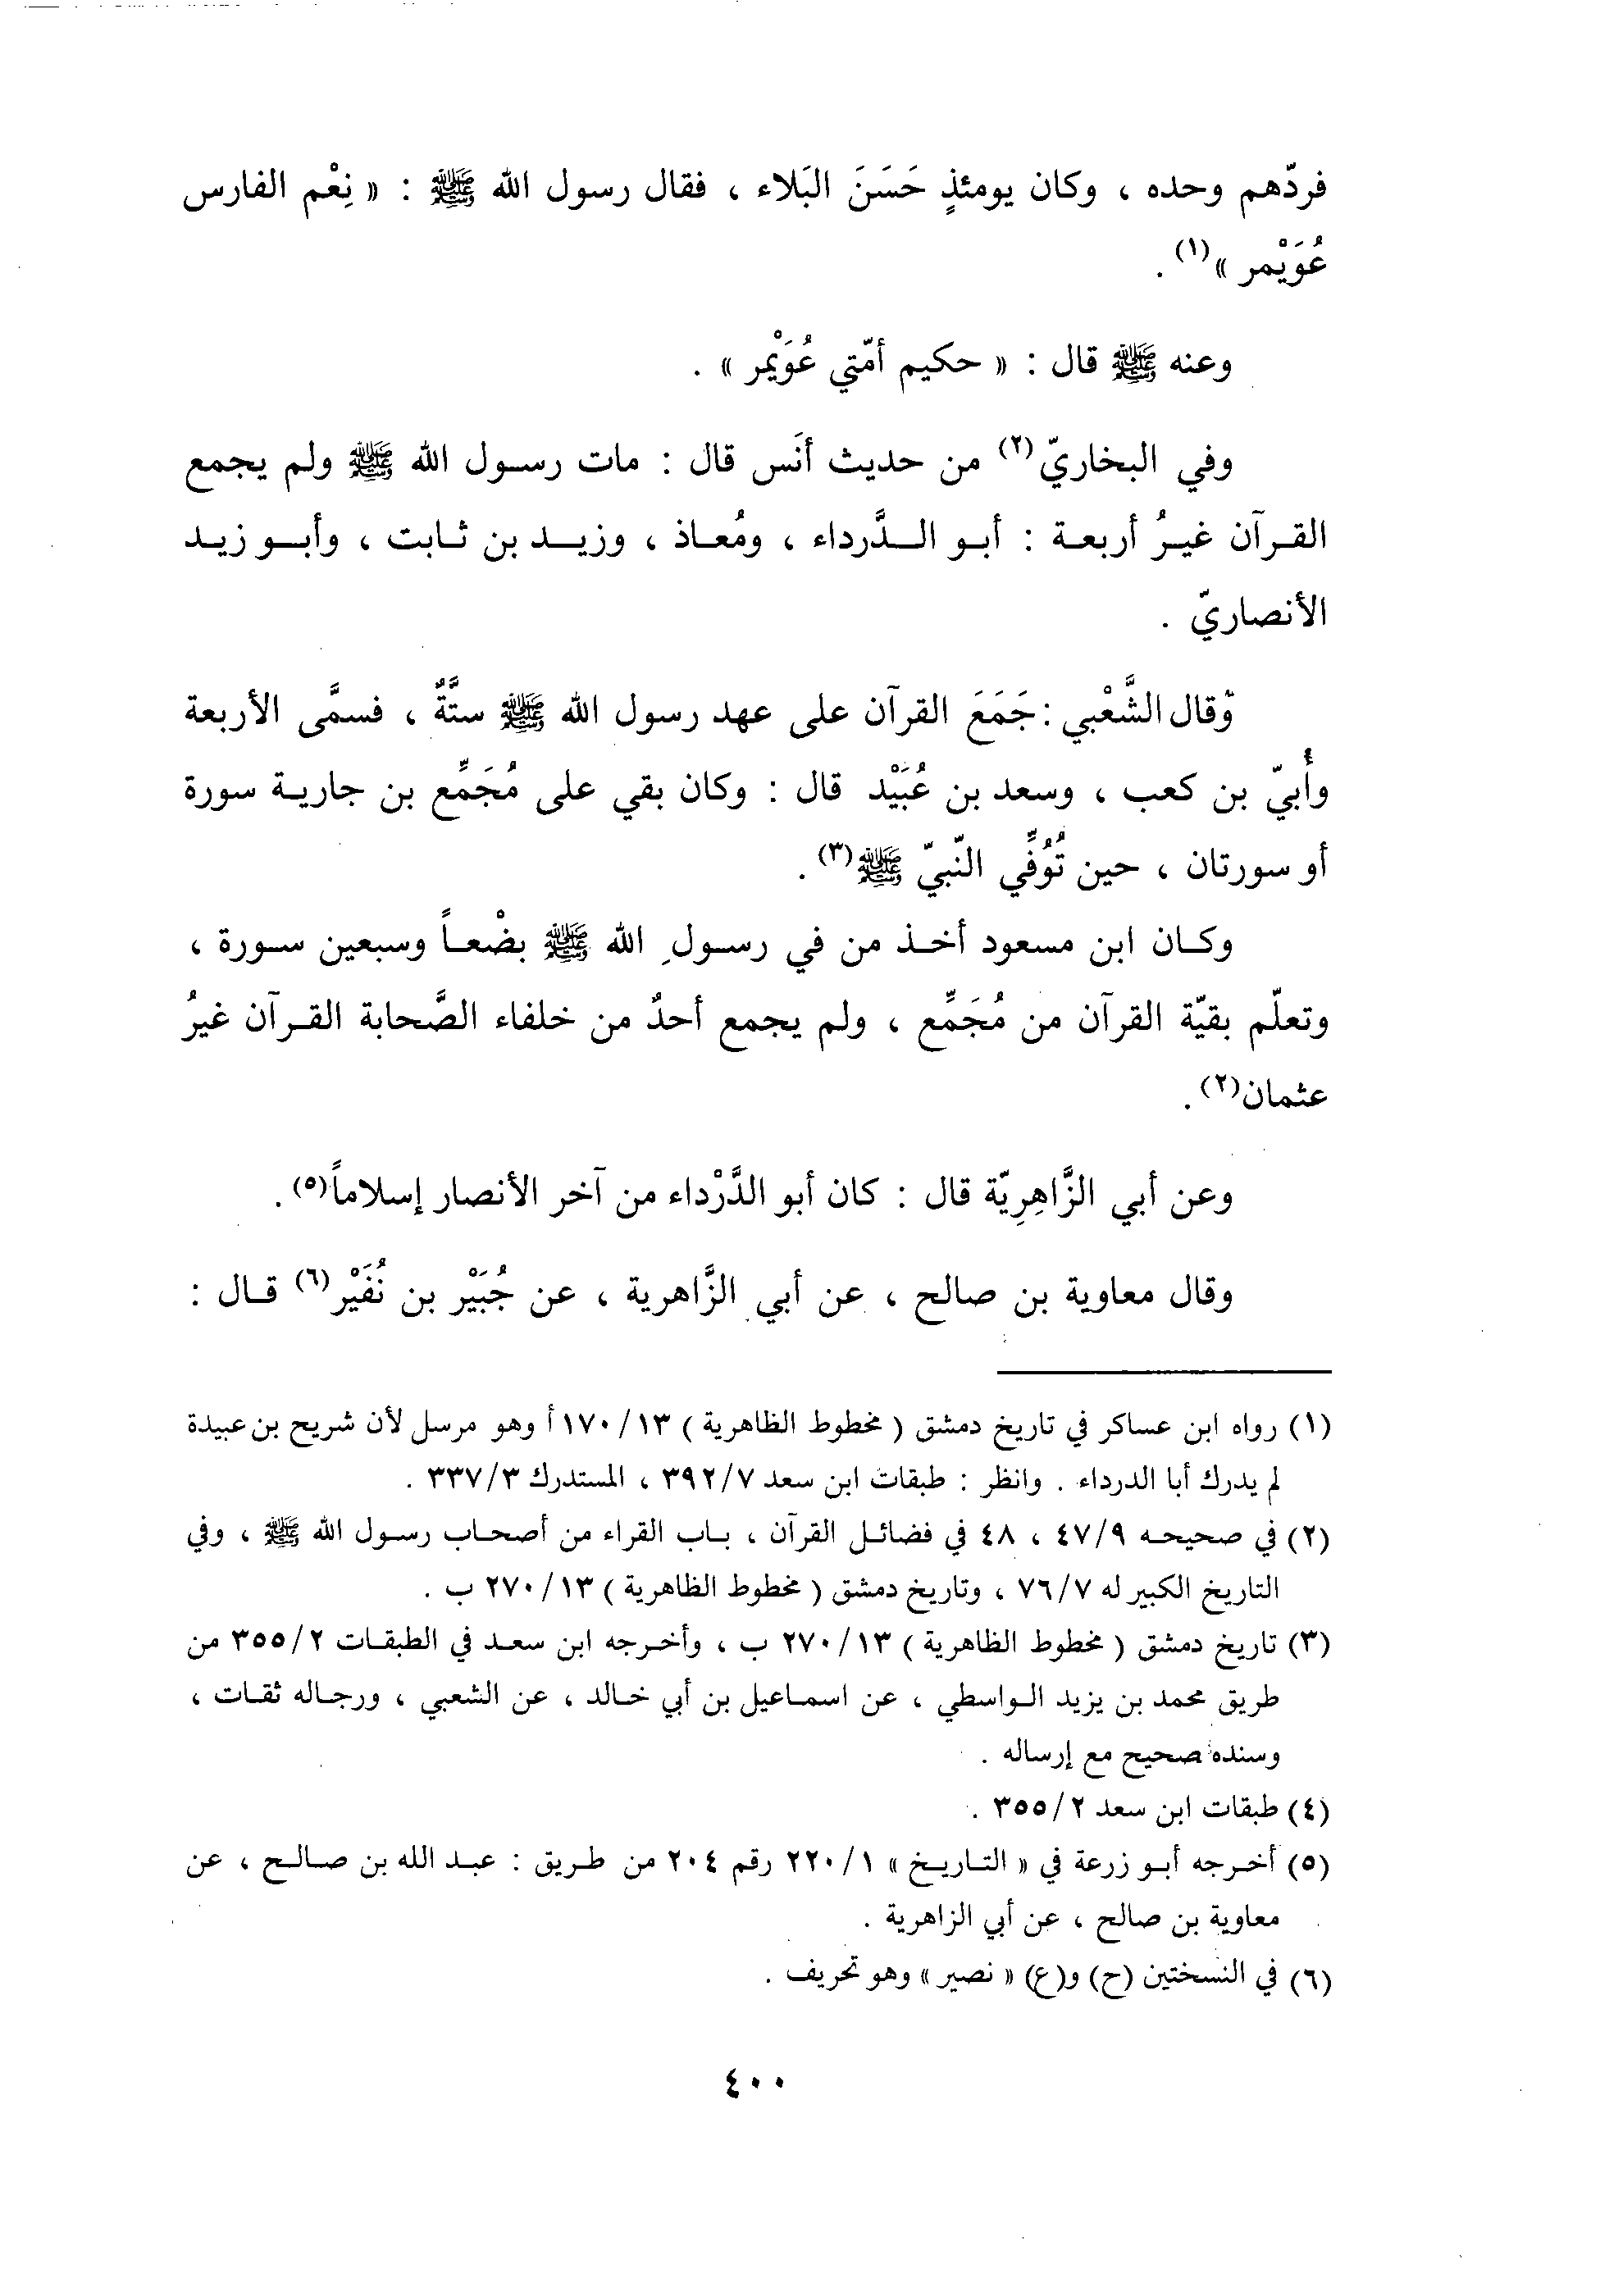 فردّهم وحده ، وكان يومئذٍ حَسَنَ البَلاء ، فقال رسول الله ﷺ : « نِعْم الفارس
عُوَيْمر »(١) .
وعنه ﷺ قال : « حكيم أمّتي عُوَيْمر » .
وفي البخاريّ(٢) من حديث أنَس قال : مات رسول الله ﷺ ولم يجمع
القرآن غيرُ أربعة : أبو الدَّرداء ، ومُعاذ ، وزيد بن ثابت ، وأبو زيد
الأنصاريّ .
وقال الشَّعْبي : جَمَعَ القرآن على عهد رسول الله ﷺ ستَّةٌ ، فسمَّى الأربعة
وأُبيّ بن كعب ، وسعد بن عُبَيْد قال : وكان بقي على مُجَمِّع بن جارية سورة
أو سورتان ، حين تُوُفِّي النّبيّ ﷺ(٣) .
وكان ابن مسعود أخذ من في رسولِ الله ﷺ بضْعاً وسبعين سورة ،
وتعلّم بقيّة القرآن من مُجَمِّع ، ولم يجمع أحدٌ من خلفاء الصَّحابة القرآن غيرُ
عثمان(٢) .
وعن أبي الزَّاهِريّة قال : كان أبو الدَّرْداء من آخر الأنصار إسلاماً(٥) .
وقال معاوية بن صالح ، عن أبي الزَّاهرية ، عن جُبَيْر بن نُفَيْر(٦) قال :
(١) رواه ابن عساكر في تاريخ دمشق ( مخطوط الظاهرية ) ١٣/ ١٧٠ أ وهو مرسل لأن شريح بن عبيدة
لم يدرك أبا الدرداء . وانظر : طبقات ابن سعد ٣٩٢/٧ ، المستدرك ٣٣٧/٣ .
(٢) في صحيحه ٤٧/٩ ، ٤٨ في فضائل القرآن ، باب القراء من أصحاب رسول الله ﷺ ، وفي
التاريخ الكبير له ٧٦/٧ ، وتاريخ دمشق ( مخطوط الظاهرية ) ١٣/ ٢٧٠ ب .
(٣) تاريخ دمشق ( مخطوط الظاهرية ) ١٣/ ٢٧٠ ب ، وأخرجه ابن سعد في الطبقات ٣٥٥/٢ من
طريق محمد بن يزيد الواسطي ، عن اسماعيل بن أبي خالد ، عن الشعبي ، ورجاله ثقات ،
وسنده صحيح مع إرساله .
(٤) طبقات ابن سعد ٣٥٥/٢ .
(٥) أخرجه أبو زرعة في « التاريخ » ٢٢٠/١ رقم ٢٠٤ من طريق : عبد الله بن صالح ، عن
معاوية بن صالح ، عن أبي الزاهرية .
(٦) في النسختين (ح) و(ع) « نصير » وهو تحريف .
٤٠٠